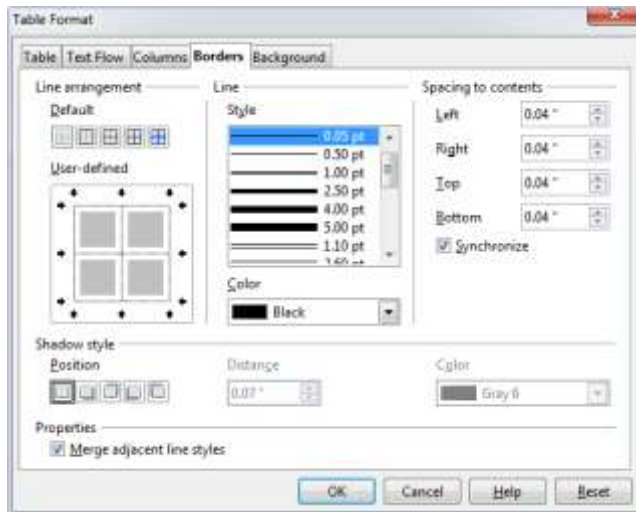 Table Format
Table Text Flow Columns Borders Background
Line arrangement
Default
User-defined
Line
Style
0.05 pt
0.50 pt
1.00 pt
2.50 pt
4.00 pt
5.00 pt
1.10 pt
2.60 pt
Color
Black
Spacing to contents
Left 0.04 "
Right 0.04 "
Top 0.04 "
Bottom 0.04 "
Synchronize
Shadow style
Position
Distance
0.07 "
Color
Gray 6
Properties
Merge adjacent line styles
OK Cancel Help Reset